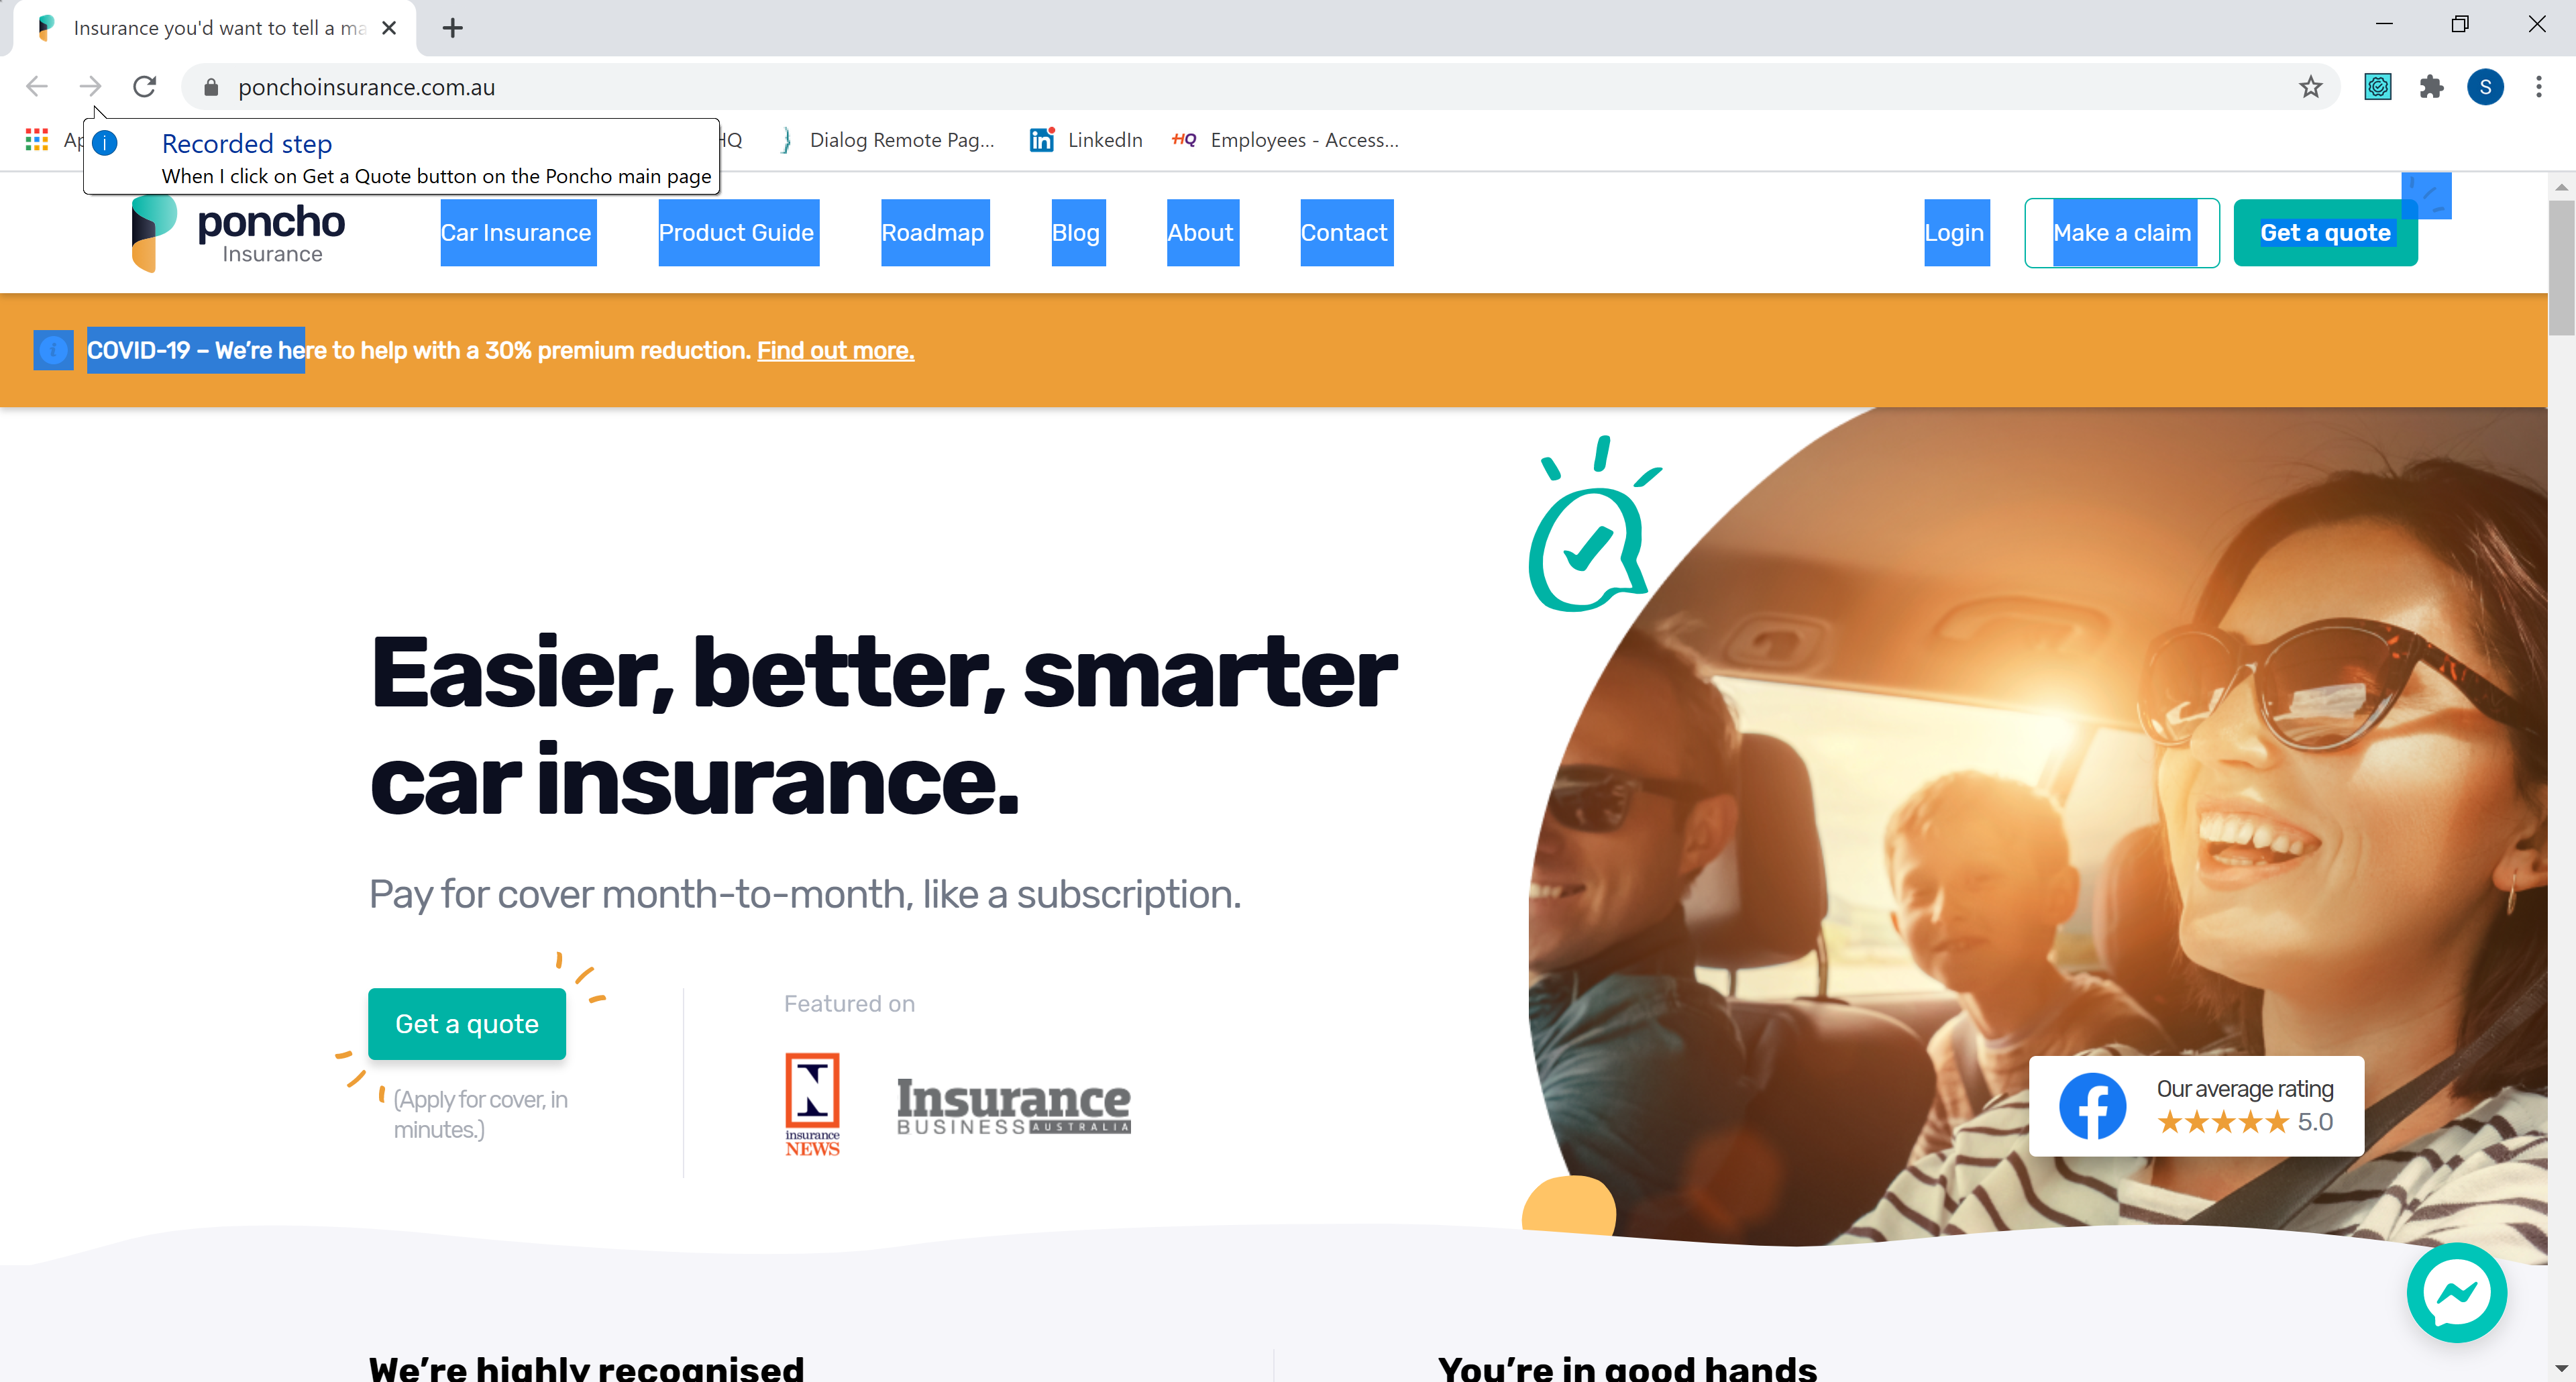 Insurance you'd want to tell a ma
ponchoinsurance.com.au
S
Recorded step
When I click on Get a Quote button on the Poncho main page
Dialog Remote Pag...
LinkedIn
HQ Employees - Access...
poncho
Insurance
Car Insurance
Product Guide
Roadmap
Blog
About
Contact
Login
Make a claim
Get a quote
COVID-19 – We’re here to help with a 30% premium reduction. Find out more.
Easier, better, smarter
car insurance.
Pay for cover month-to-month, like a subscription.
Get a quote
(Apply for cover, in
minutes.)
Featured on
N
insurance
NEWS
Insurance
BUSINESS AUSTRALIA
Our average rating
5.0
We’re highly recognised
You’re in good hands